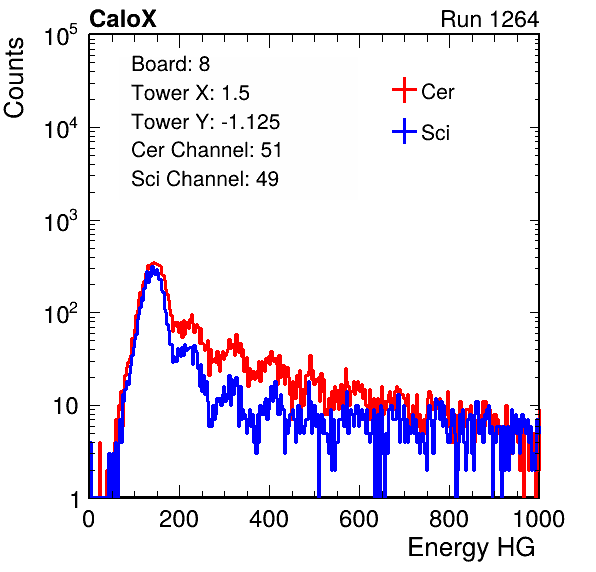 CaloX Run 1264
Counts
10^5
10^4
10^3
10^2
10
1
Board: 8
Tower X: 1.5
Tower Y: -1.125
Cer Channel: 51
Sci Channel: 49
Cer
Sci
0 200 400 600 800 1000
Energy HG